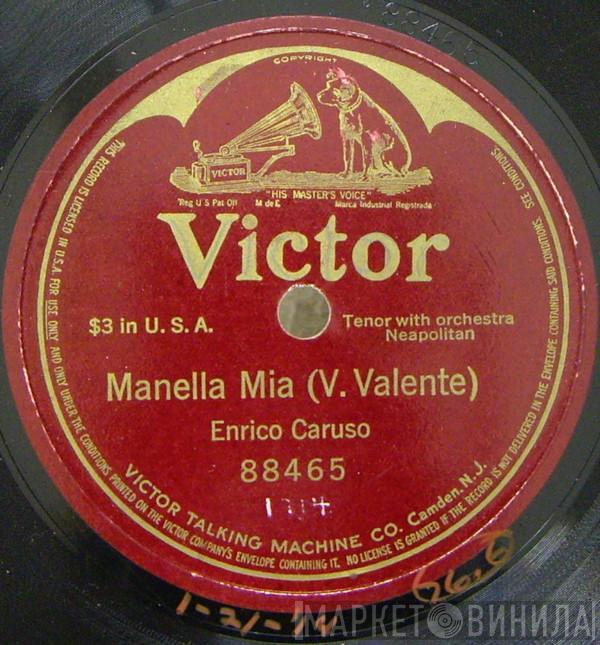 88465
COPYRIGHT
VICTOR
"HIS MASTER'S VOICE"
Reg U S Pat Off M de F Marca Industrial Registrada
Victor
$3 in U. S. A.
Tenor with orchestra
Neapolitan
Manella Mia (V. Valente)
Enrico Caruso
88465
1314
VICTOR TALKING MACHINE CO. Camden, N. J.
THIS RECORD IS LICENSED IN U.S.A. FOR USE ONLY AND ONLY UNDER THE CONDITIONS PRINTED ON THE VICTOR COMPANY'S ENVELOPE CONTAINING IT. NO LICENSE IS GRANTED IF THE RECORD IS NOT DELIVERED IN THE ENVELOPE CONTAINING SAID CONDITIONS. SEE CONDITIONS.
МАРКЕТ ВИНИЛА